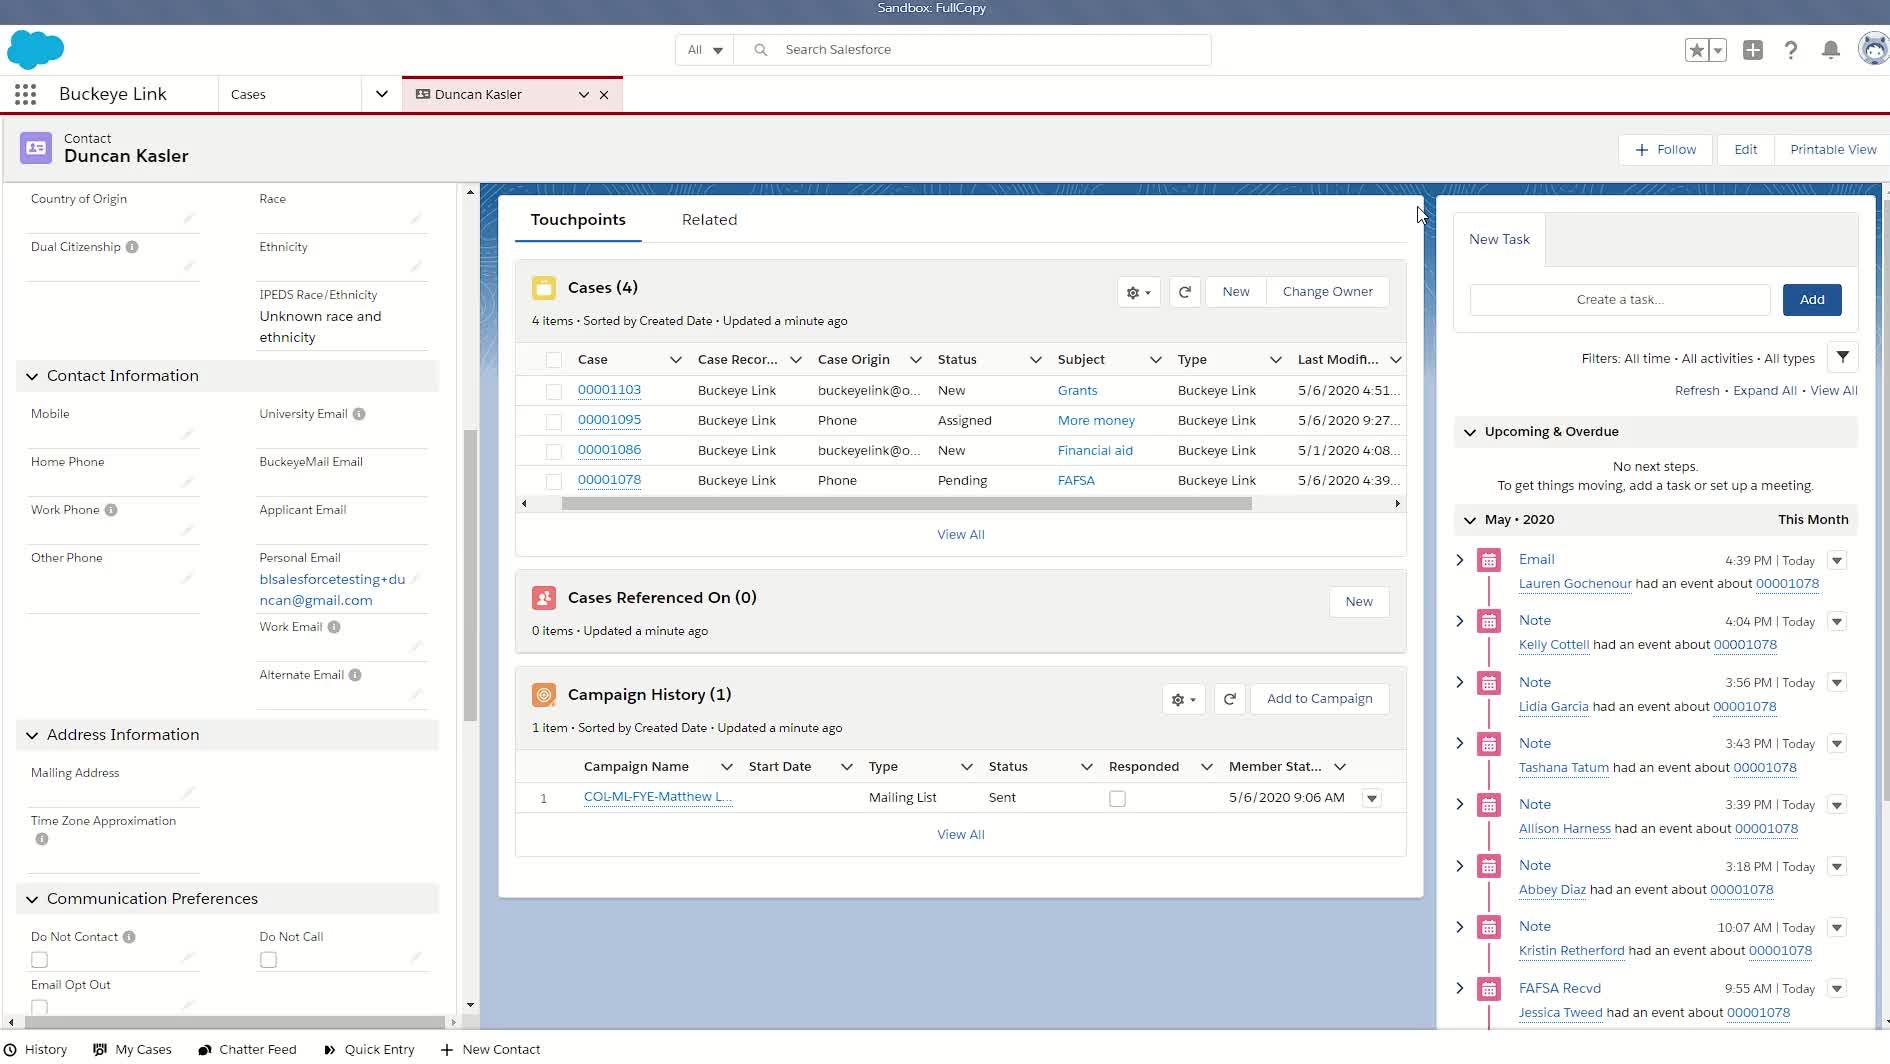 Sandbox: FullCopy
All
Search Salesforce
Buckeye Link
Cases
Duncan Kasler
Contact
Duncan Kasler
Follow
Edit
Printable View
Country of Origin
Race
Dual Citizenship
Ethnicity
IPEDS Race/Ethnicity
Unknown race and
ethnicity
Contact Information
Mobile
University Email
Home Phone
BuckeyeMail Email
Work Phone
Applicant Email
Other Phone
Personal Email
blsalesforcetesting+du
ncan@gmail.com
Work Email
Alternate Email
Address Information
Mailing Address
Time Zone Approximation
Communication Preferences
Do Not Contact
Do Not Call
Email Opt Out
Touchpoints
Related
Cases (4)
New
Change Owner
4 items • Sorted by Created Date • Updated a minute ago
Case Case Recor... Case Origin Status Subject Type Last Modifi...
00001103 Buckeye Link buckeyelink@o... New Grants Buckeye Link 5/6/2020 4:51...
00001095 Buckeye Link Phone Assigned More money Buckeye Link 5/6/2020 9:27...
00001086 Buckeye Link buckeyelink@o... New Financial aid Buckeye Link 5/1/2020 4:08...
00001078 Buckeye Link Phone Pending FAFSA Buckeye Link 5/6/2020 4:39...
View All
Cases Referenced On (0)
New
0 items • Updated a minute ago
Campaign History (1)
Add to Campaign
1 item • Sorted by Created Date • Updated a minute ago
Campaign Name Start Date Type Status Responded Member Stat...
1 COL-ML-FYE-Matthew L... Mailing List Sent 5/6/2020 9:06 AM
View All
New Task
Create a task...
Add
Filters: All time • All activities • All types
Refresh • Expand All • View All
Upcoming & Overdue
No next steps.
To get things moving, add a task or set up a meeting.
May • 2020 This Month
Email 4:39 PM | Today
Lauren Gochenour had an event about 00001078
Note 4:04 PM | Today
Kelly Cottell had an event about 00001078
Note 3:56 PM | Today
Lidia Garcia had an event about 00001078
Note 3:43 PM | Today
Tashana Tatum had an event about 00001078
Note 3:39 PM | Today
Allison Harness had an event about 00001078
Note 3:18 PM | Today
Abbey Diaz had an event about 00001078
Note 10:07 AM | Today
Kristin Retherford had an event about 00001078
FAFSA Recvd 9:55 AM | Today
Jessica Tweed had an event about 00001078
History
My Cases
Chatter Feed
Quick Entry
New Contact